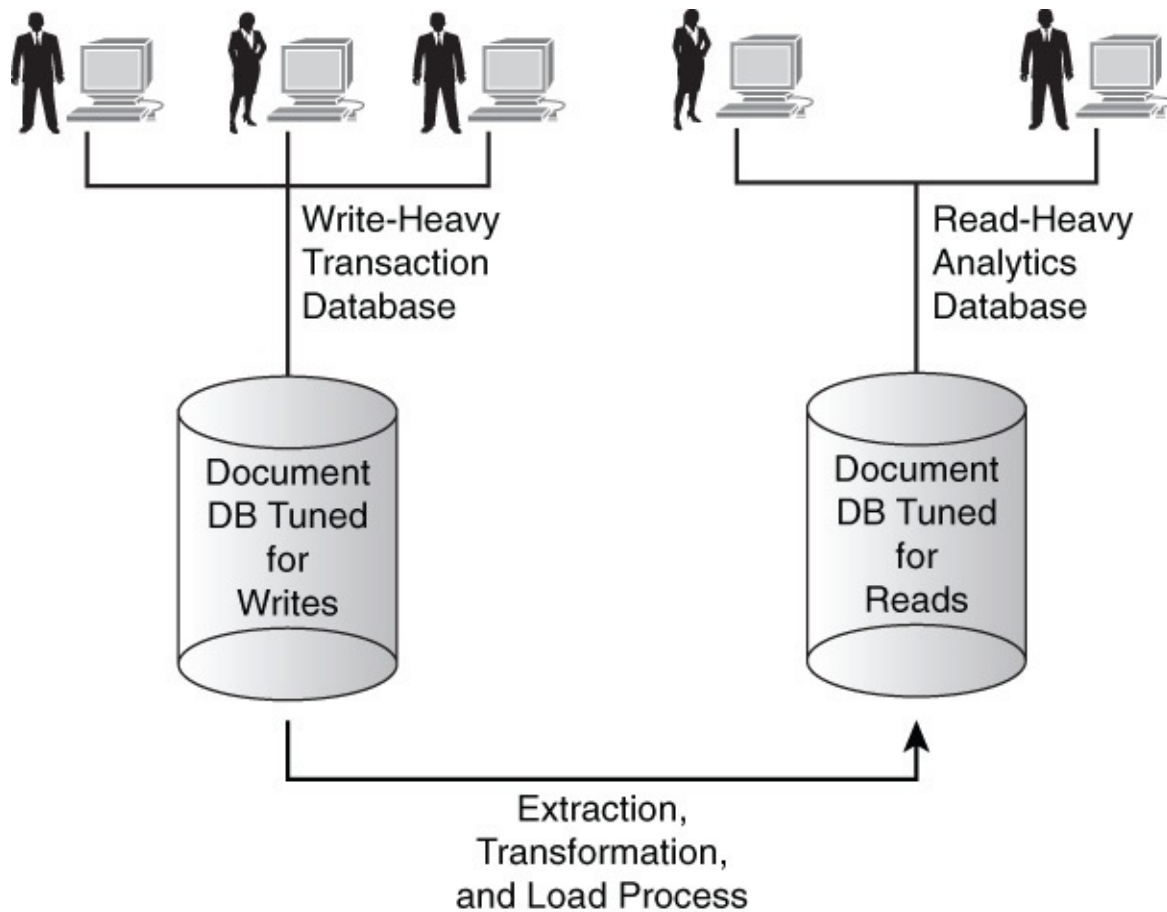 Write-Heavy
Transaction
Database
Read-Heavy
Analytics
Database
Document
DB Tuned
for
Writes
Document
DB Tuned
for
Reads
Extraction,
Transformation,
and Load Process